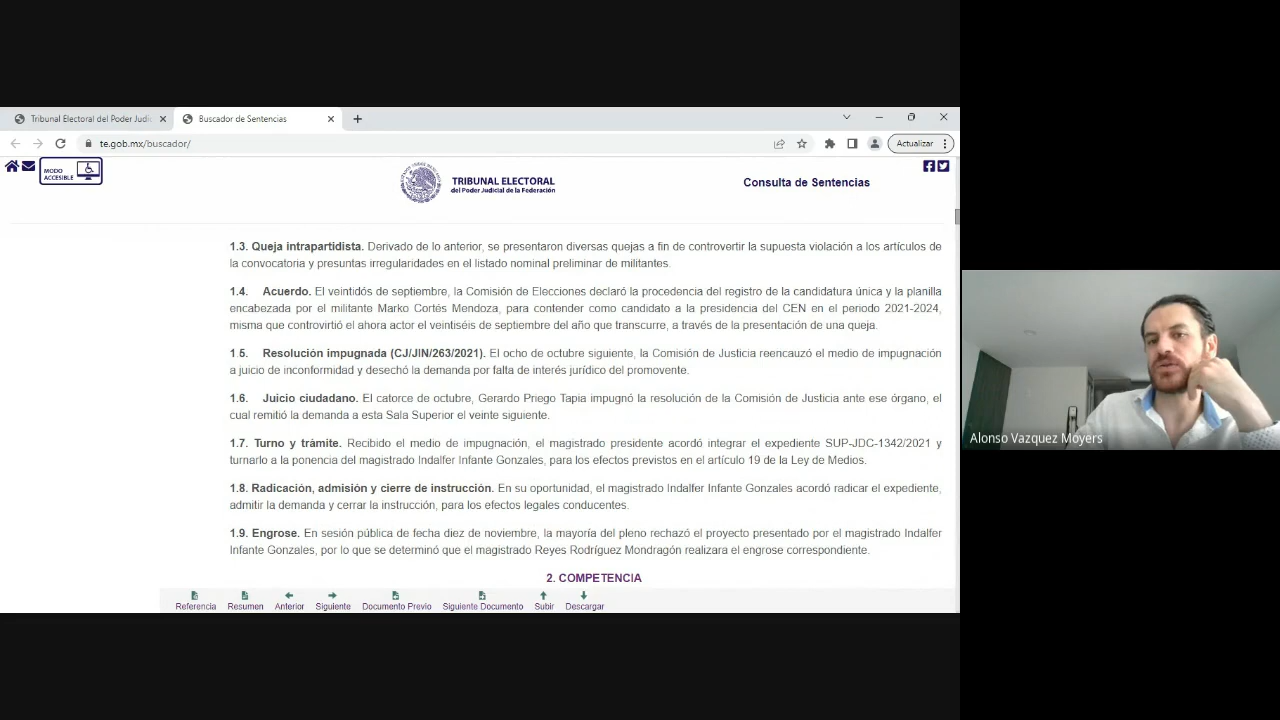 Tribunal Electoral del Poder Judic
Buscador de Sentencias
te.gob.mx/buscador/
Actualizar
MODO
ACCESIBLE
TRIBUNAL ELECTORAL
del Poder Judicial de la Federación
Consulta de Sentencias
1.3. Queja intrapartidista. Derivado de lo anterior, se presentaron diversas quejas a fin de controvertir la supuesta violación a los artículos de
la convocatoria y presuntas irregularidades en el listado nominal preliminar de militantes.
1.4. Acuerdo. El veintidós de septiembre, la Comisión de Elecciones declaró la procedencia del registro de la candidatura única y la planilla
encabezada por el militante Marko Cortés Mendoza, para contender como candidato a la presidencia del CEN en el periodo 2021-2024,
misma que controvirtió el ahora actor el veintiséis de septiembre del año que transcurre, a través de la presentación de una queja.
1.5. Resolución impugnada (CJ/JIN/263/2021). El ocho de octubre siguiente, la Comisión de Justicia reencauzó el medio de impugnación
a juicio de inconformidad y desechó la demanda por falta de interés jurídico del promovente.
1.6. Juicio ciudadano. El catorce de octubre, Gerardo Priego Tapia impugnó la resolución de la Comisión de Justicia ante ese órgano, el
cual remitió la demanda a esta Sala Superior el veinte siguiente.
1.7. Turno y trámite. Recibido el medio de impugnación, el magistrado presidente acordó integrar el expediente SUP-JDC-1342/2021 y
turnarlo a la ponencia del magistrado Indalfer Infante Gonzales, para los efectos previstos en el artículo 19 de la Ley de Medios.
1.8. Radicación, admisión y cierre de instrucción. En su oportunidad, el magistrado Indalfer Infante Gonzales acordó radicar el expediente,
admitir la demanda y cerrar la instrucción, para los efectos legales conducentes.
1.9. Engrose. En sesión pública de fecha diez de noviembre, la mayoría del pleno rechazó el proyecto presentado por el magistrado Indalfer
Infante Gonzales, por lo que se determinó que el magistrado Reyes Rodríguez Mondragón realizara el engrose correspondiente.
2. COMPETENCIA
Referencia Resumen Anterior Siguiente Documento Previo Siguiente Documento Subir Descargar
Alonso Vazquez Moyers